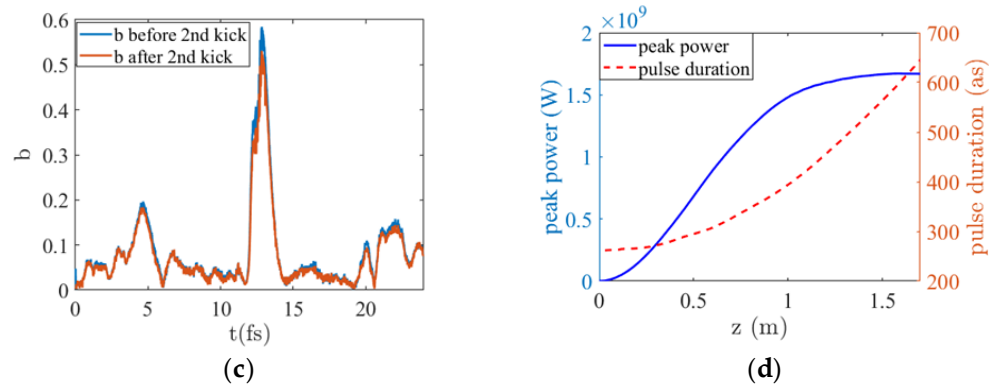 b before 2nd kick
b after 2nd kick
0.6
0.5
0.4
0.3
0.2
0.1
0
b
0 5 10 15 20
t(fs)
(c)
×10⁹
peak power
pulse duration
2
1.5
1
0.5
0
peak power (W)
700
600
500
400
300
200
pulse duration (as)
0 0.5 1 1.5
z (m)
(d)